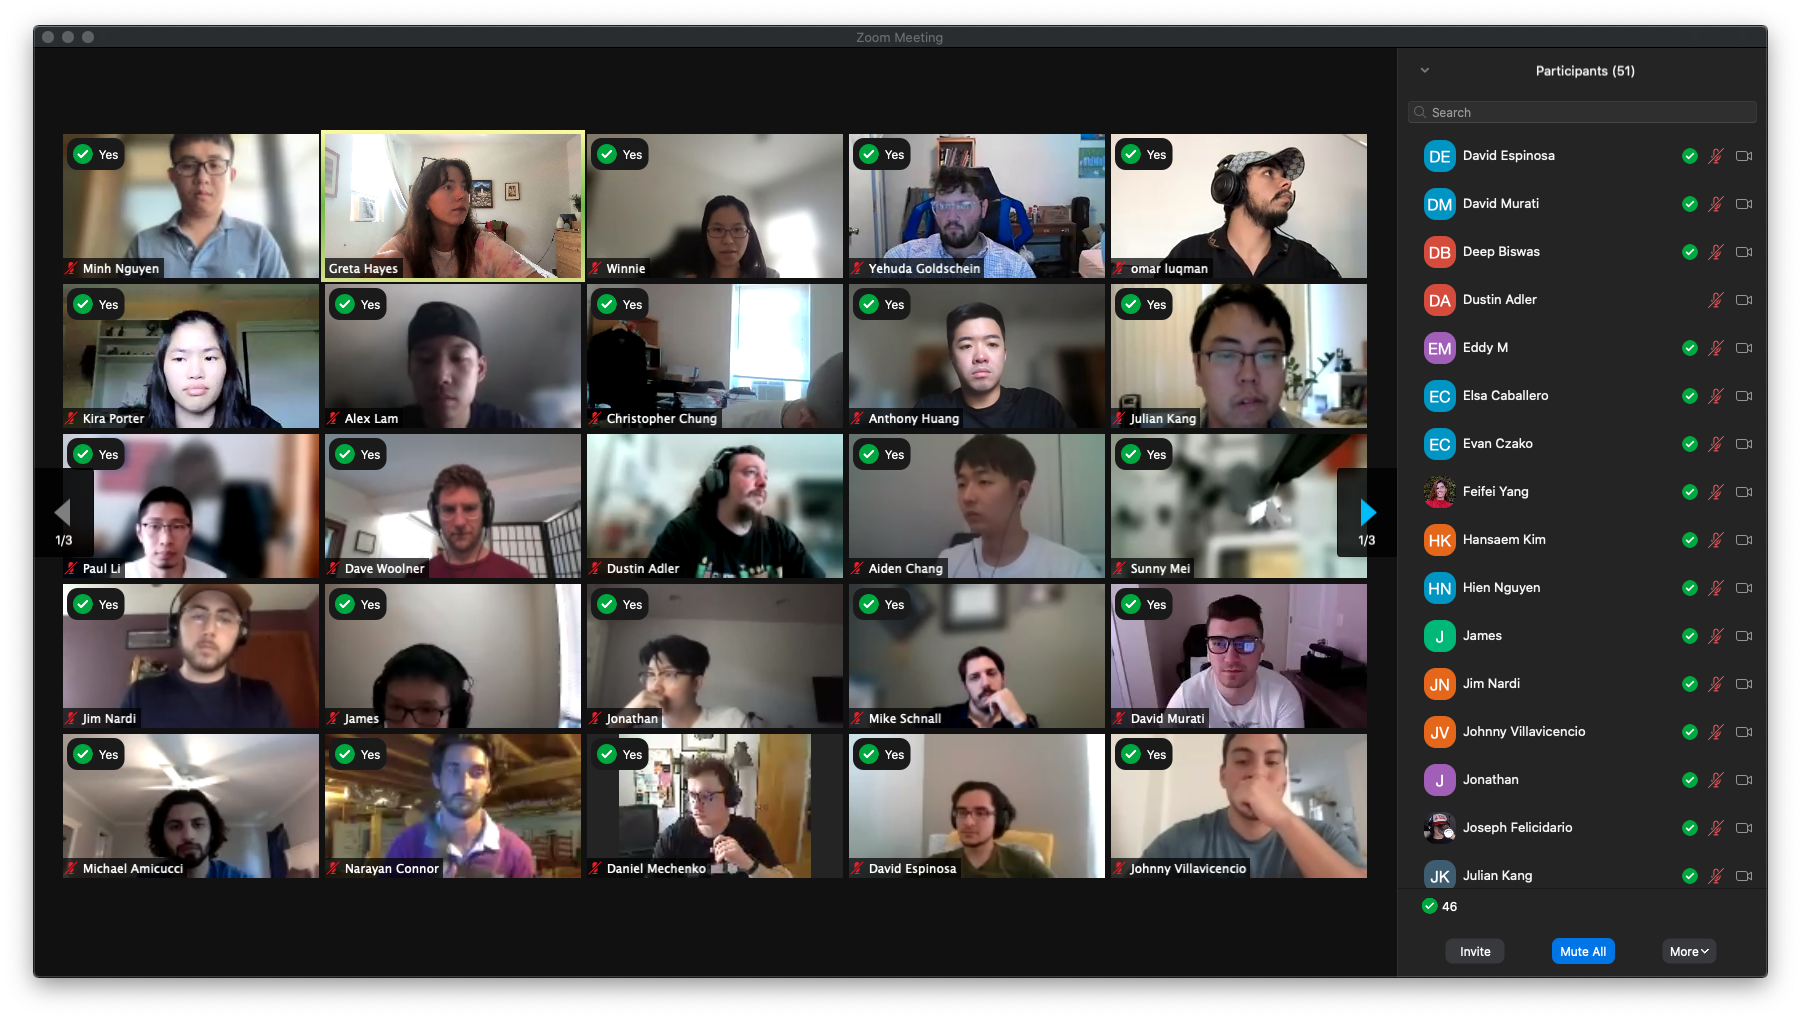 Zoom Meeting
Yes
Minh Nguyen
Greta Hayes
Yes
Winnie
Yes
Yehuda Goldschein
Yes
omar luqman
Yes
Kira Porter
Yes
Alex Lam
Yes
Christopher Chung
Yes
Anthony Huang
Yes
Julian Kang
Yes
1/3
Paul Li
Yes
Dave Woolner
Dustin Adler
Yes
Aiden Chang
Yes
1/3
Sunny Mei
Yes
Jim Nardi
Yes
James
Yes
Jonathan
Yes
Mike Schnall
Yes
David Murati
Yes
Michael Amicucci
Yes
Narayan Connor
Yes
Daniel Mechenko
Yes
David Espinosa
Yes
Johnny Villavicencio
Participants (51)
Search
DE David Espinosa
DM David Murati
DB Deep Biswas
DA Dustin Adler
EM Eddy M
EC Elsa Caballero
EC Evan Czako
Feifei Yang
HK Hansaem Kim
HN Hien Nguyen
J James
JN Jim Nardi
JV Johnny Villavicencio
J Jonathan
Joseph Felicidario
JK Julian Kang
46
Invite
Mute All
More